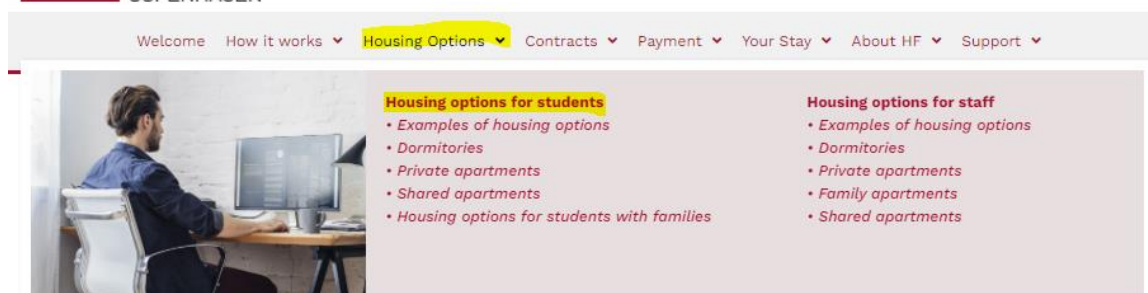 Welcome How it works Housing Options Contracts Payment Your Stay About HF Support
Housing options for students
• Examples of housing options
• Dormitories
• Private apartments
• Shared apartments
• Housing options for students with families
Housing options for staff
• Examples of housing options
• Dormitories
• Private apartments
• Family apartments
• Shared apartments